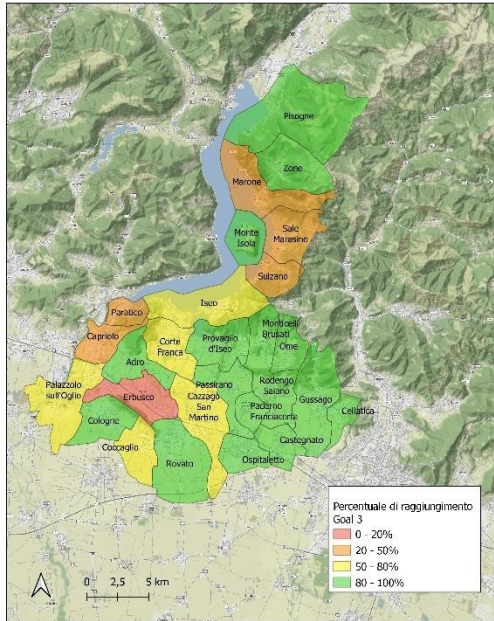 Pisogne
Zone
Marone
Monte
Isola
Sale
Marasino
Sulzano
Iseo
Paratico
Capriolo
Corte
Franca
Provaglio
d'Iseo
Monticelli
Brusati
Ome
Adro
Palazzolo
sull'Oglio
Erbusco
Passirano
Cazzago
San
Martino
Rodengo
Saiano
Gussago
Cellatica
Paderno
Franciacorta
Castegnato
Cologne
Coccaglio
Rovato
Ospitaletto
Percentuale di raggiungimento
Goal 3
0 - 20%
20 - 50%
50 - 80%
80 - 100%
0 2,5 5 km